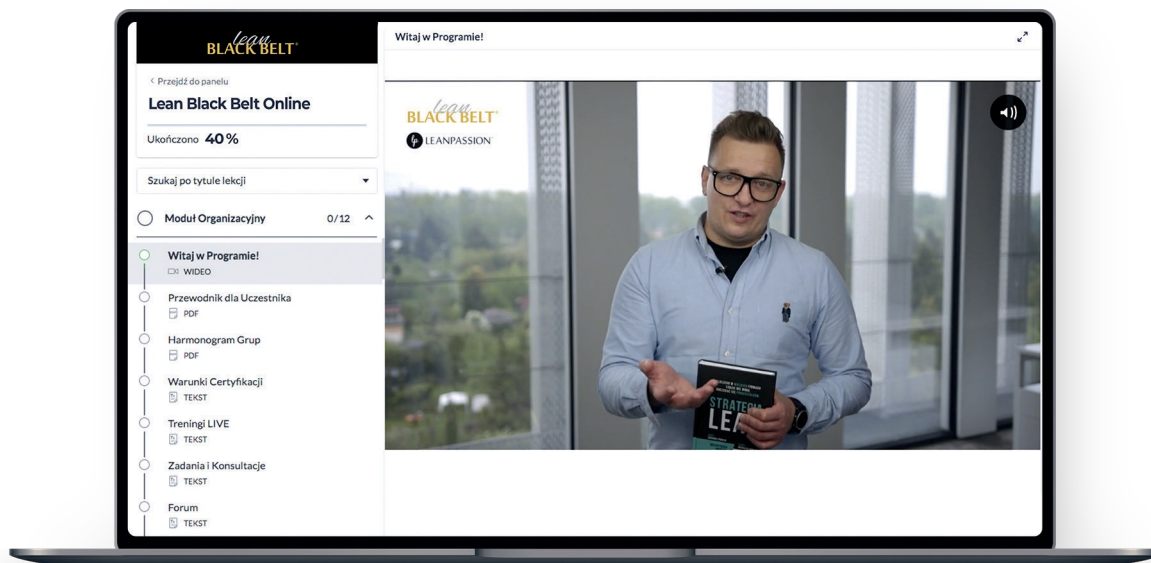 lean
BLACK BELT
Przejdź do panelu
Lean Black Belt Online
Ukończono 40 %
Szukaj po tytule lekcji
Moduł Organizacyjny 0/12
Witaj w Programie!
WIDEO
Przewodnik dla Uczestnika
PDF
Harmonogram Grup
PDF
Warunki Certyfikacji
TEKST
Treningi LIVE
TEKST
Zadania i Konsultacje
TEKST
Forum
TEKST
Witaj w Programie!
lean
BLACK BELT
lp LEANPASSION
STRATEGIA